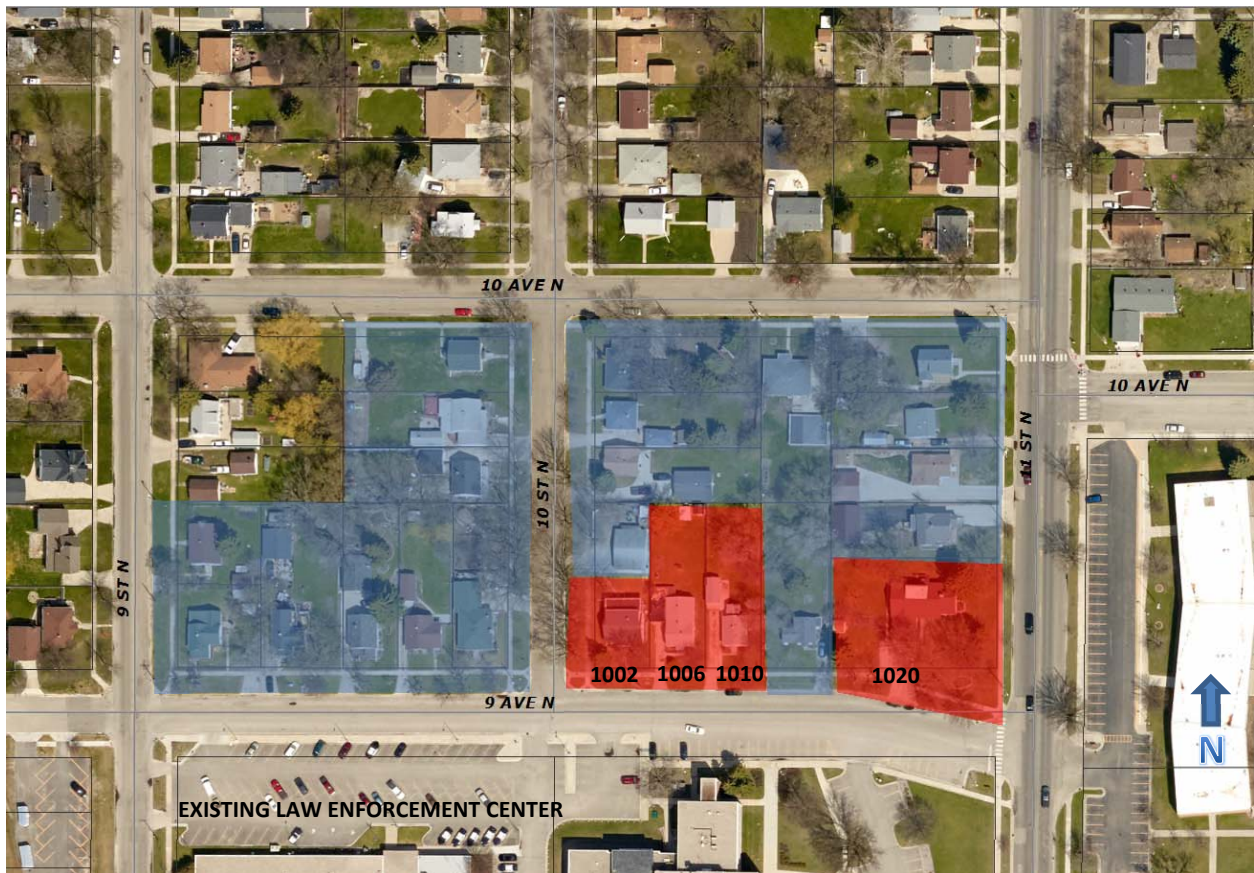 10 AVE N
10 AVE N
9 ST N
10 ST N
11 ST N
1002
1006
1010
1020
9 AVE N
N
EXISTING LAW ENFORCEMENT CENTER